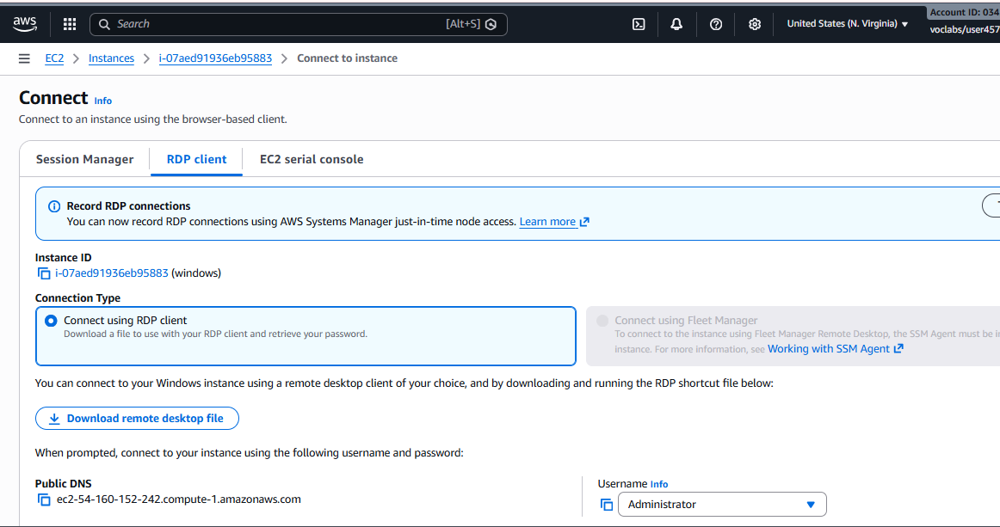 aws
Search [Alt+S]
United States (N. Virginia)
Account ID: 034
voclabs/user457
EC2 > Instances > i-07aed91936eb95883 > Connect to instance
Connect Info
Connect to an instance using the browser-based client.
Session Manager RDP client EC2 serial console
Record RDP connections
You can now record RDP connections using AWS Systems Manager just-in-time node access. Learn more
Instance ID
i-07aed91936eb95883 (windows)
Connection Type
Connect using RDP client
Download a file to use with your RDP client and retrieve your password.
Connect using Fleet Manager
To connect to the instance using Fleet Manager Remote Desktop, the SSM Agent must be
instance. For more information, see Working with SSM Agent
You can connect to your Windows instance using a remote desktop client of your choice, and by downloading and running the RDP shortcut file below:
Download remote desktop file
When prompted, connect to your instance using the following username and password:
Public DNS
ec2-54-160-152-242.compute-1.amazonaws.com
Username Info
Administrator